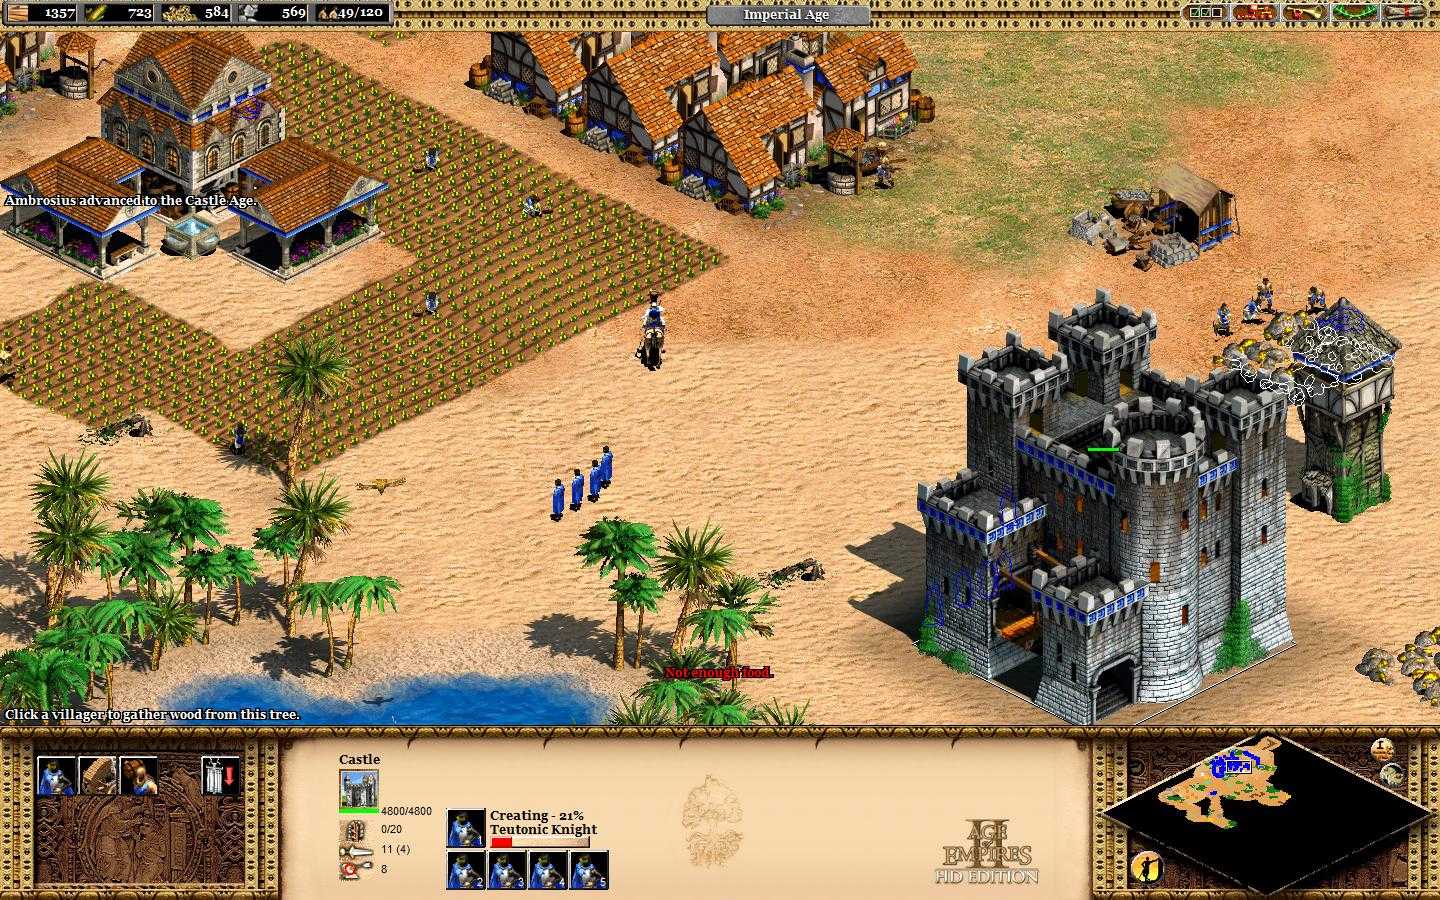 1357 723 584 569 49/120
Imperial Age
Ambrosius advanced to the Castle Age.
Not enough food.
Click a villager to gather wood from this tree.
Castle
4800/4800
0/20
11 (4)
8
Creating - 21%
Teutonic Knight
2 3 4 5
AGE OF EMPIRES II
HD EDITION